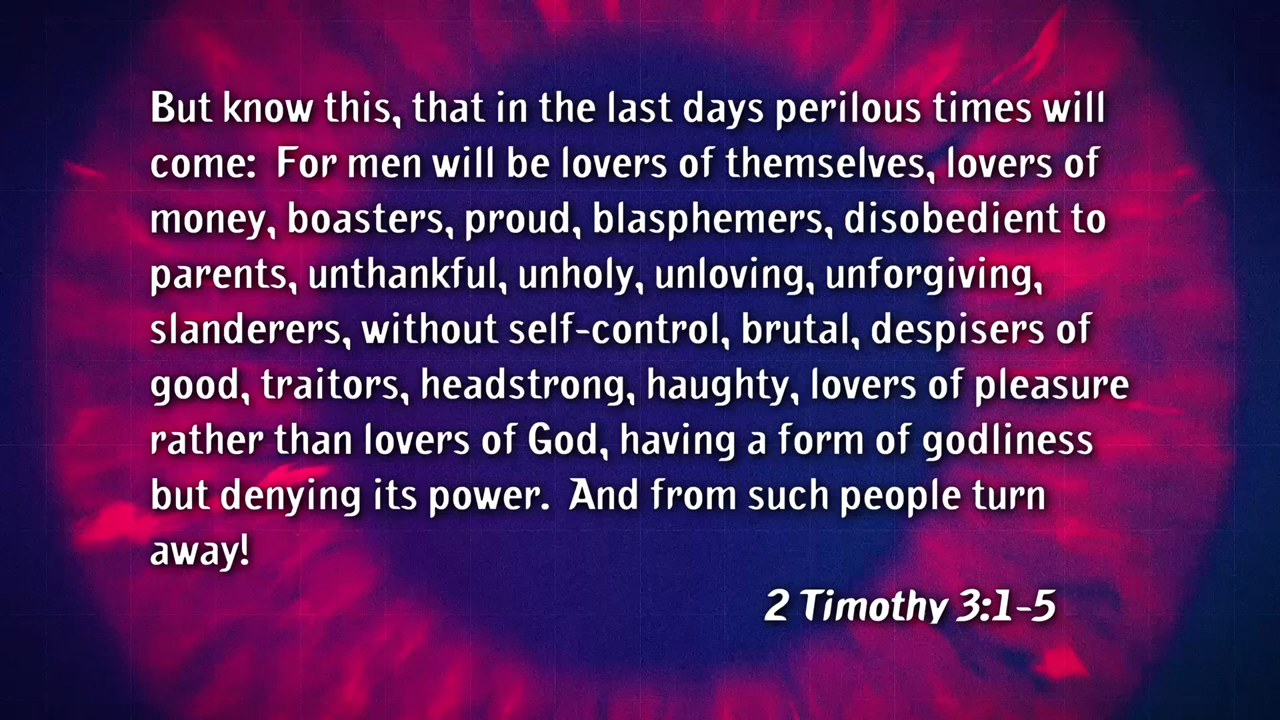 But know this, that in the last days perilous times will
come:  For men will be lovers of themselves, lovers of
money, boasters, proud, blasphemers, disobedient to
parents, unthankful, unholy, unloving, unforgiving,
slanderers, without self-control, brutal, despisers of
good, traitors, headstrong, haughty, lovers of pleasure
rather than lovers of God, having a form of godliness
but denying its power.  And from such people turn
away!
2 Timothy 3:1-5